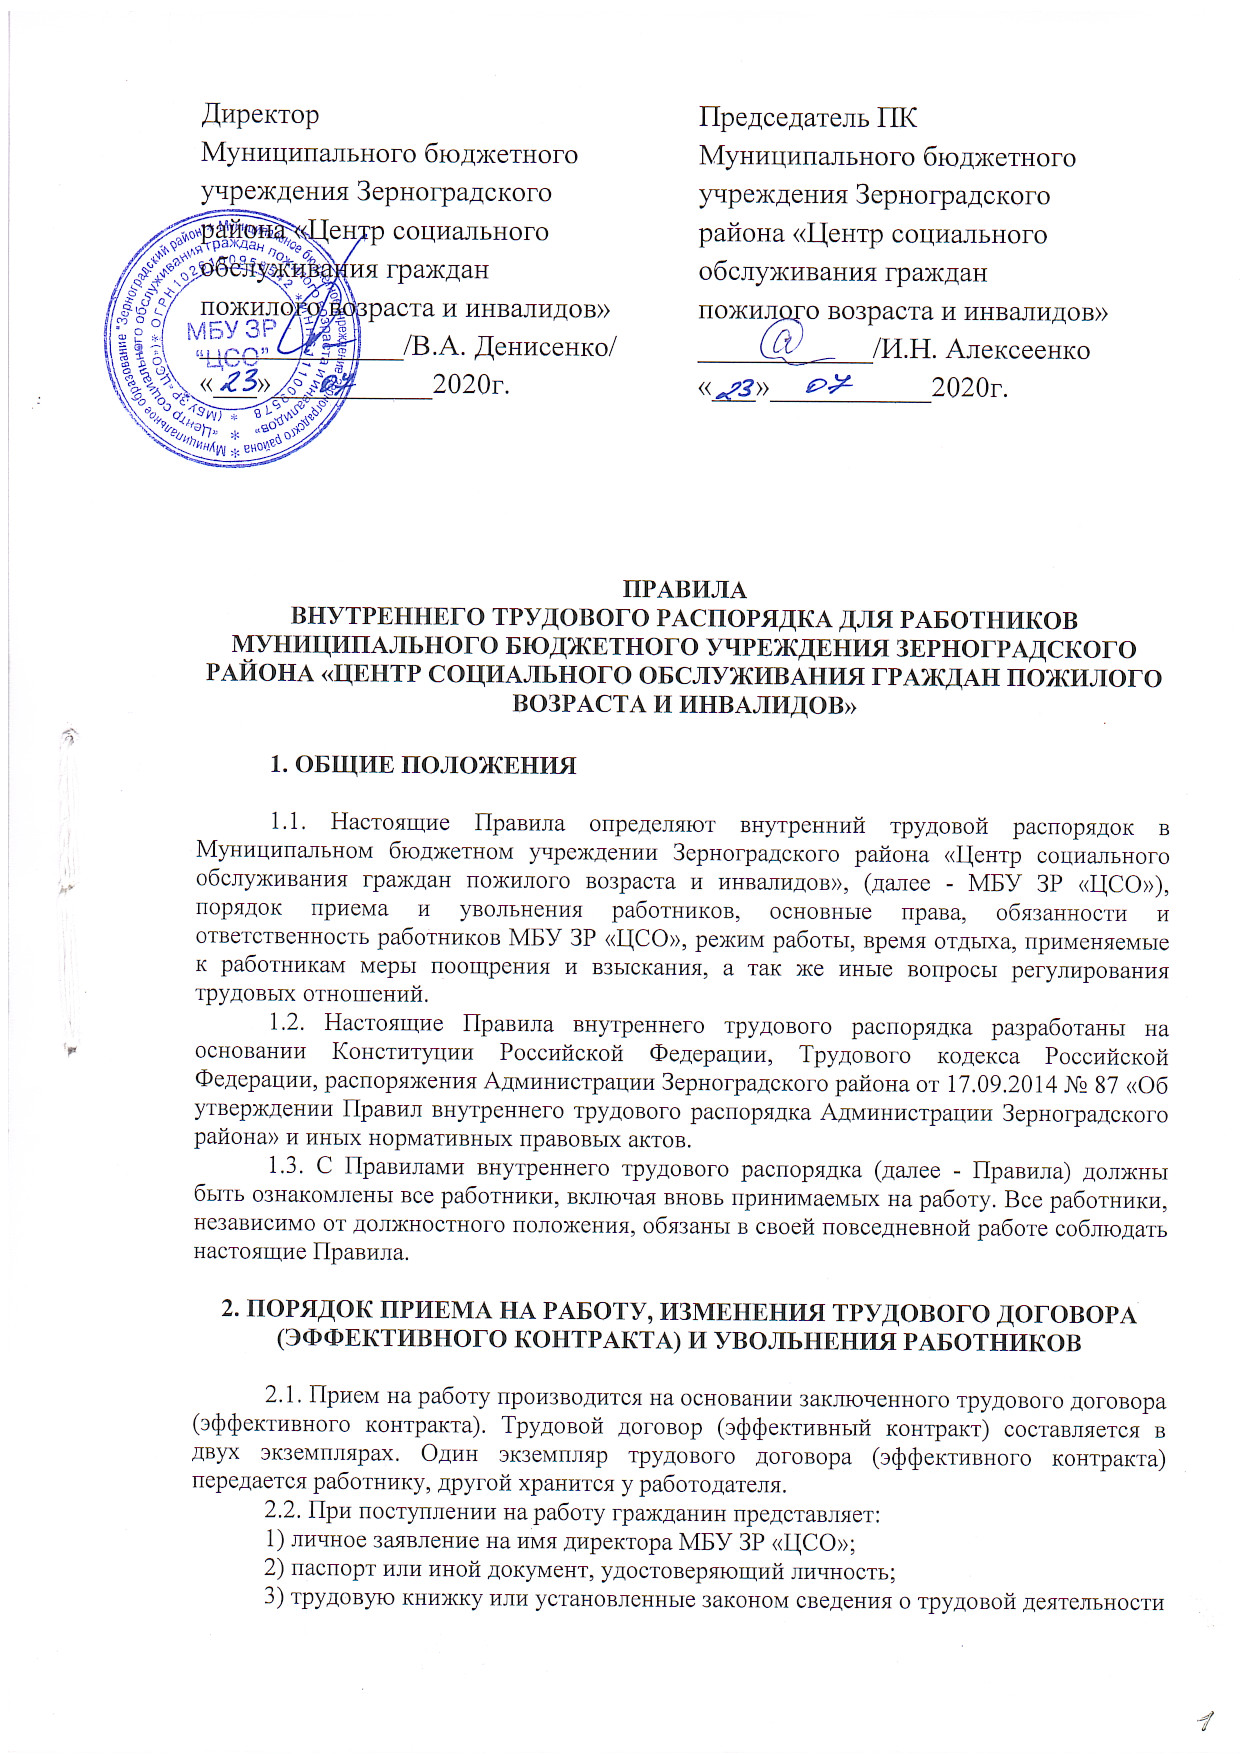 Директор
Муниципального бюджетного
учреждения Зерноградского
района «Центр социального
обслуживания граждан
пожилого возраста и инвалидов»
/В.А. Денисенко/
«23» 07 2020г.
МБУ ЗР
"ЦСО"
Председатель ПК
Муниципального бюджетного
учреждения Зерноградского
района «Центр социального
обслуживания граждан
пожилого возраста и инвалидов»
/И.Н. Алексеенко
«23» 07 2020г.
ПРАВИЛА
ВНУТРЕННЕГО ТРУДОВОГО РАСПОРЯДКА ДЛЯ РАБОТНИКОВ
МУНИЦИПАЛЬНОГО БЮДЖЕТНОГО УЧРЕЖДЕНИЯ ЗЕРНОГРАДСКОГО
РАЙОНА «ЦЕНТР СОЦИАЛЬНОГО ОБСЛУЖИВАНИЯ ГРАЖДАН ПОЖИЛОГО
ВОЗРАСТА И ИНВАЛИДОВ»
1. ОБЩИЕ ПОЛОЖЕНИЯ
1.1. Настоящие Правила определяют внутренний трудовой распорядок в
Муниципальном бюджетном учреждении Зерноградского района «Центр социального
обслуживания граждан пожилого возраста и инвалидов», (далее - МБУ ЗР «ЦСО»),
порядок приема и увольнения работников, основные права, обязанности и
ответственность работников МБУ ЗР «ЦСО», режим работы, время отдыха, применяемые
к работникам меры поощрения и взыскания, а так же иные вопросы регулирования
трудовых отношений.
1.2. Настоящие Правила внутреннего трудового распорядка разработаны на
основании Конституции Российской Федерации, Трудового кодекса Российской
Федерации, распоряжения Администрации Зерноградского района от 17.09.2014 № 87 «Об
утверждении Правил внутреннего трудового распорядка Администрации Зерноградского
района» и иных нормативных правовых актов.
1.3. С Правилами внутреннего трудового распорядка (далее - Правила) должны
быть ознакомлены все работники, включая вновь принимаемых на работу. Все работники,
независимо от должностного положения, обязаны в своей повседневной работе соблюдать
настоящие Правила.
2. ПОРЯДОК ПРИЕМА НА РАБОТУ, ИЗМЕНЕНИЯ ТРУДОВОГО ДОГОВОРА
(ЭФФЕКТИВНОГО КОНТРАКТА) И УВОЛЬНЕНИЯ РАБОТНИКОВ
2.1. Прием на работу производится на основании заключенного трудового договора
(эффективного контракта). Трудовой договор (эффективный контракт) составляется в
двух экземплярах. Один экземпляр трудового договора (эффективного контракта)
передается работнику, другой хранится у работодателя.
2.2. При поступлении на работу гражданин представляет:
1) личное заявление на имя директора МБУ ЗР «ЦСО»;
2) паспорт или иной документ, удостоверяющий личность;
3) трудовую книжку или установленные законом сведения о трудовой деятельности
1